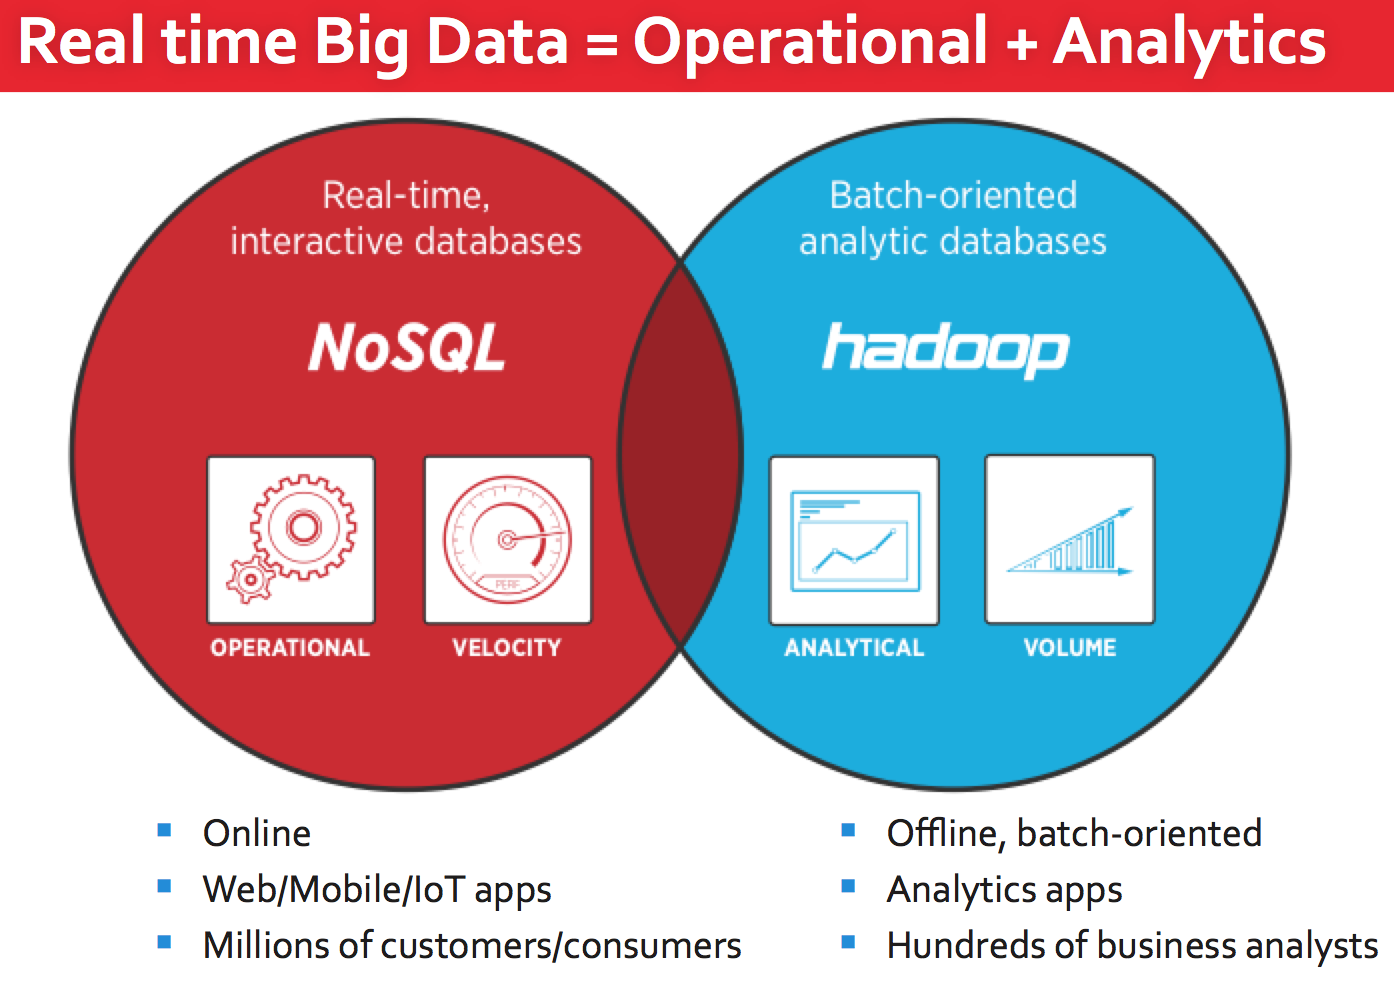 Real time Big Data = Operational + Analytics
Real-time,
interactive databases
NoSQL
PERF
OPERATIONAL
VELOCITY
Batch-oriented
analytic databases
hadoop
ANALYTICAL
VOLUME
Online
Web/Mobile/IoT apps
Millions of customers/consumers
Offline, batch-oriented
Analytics apps
Hundreds of business analysts